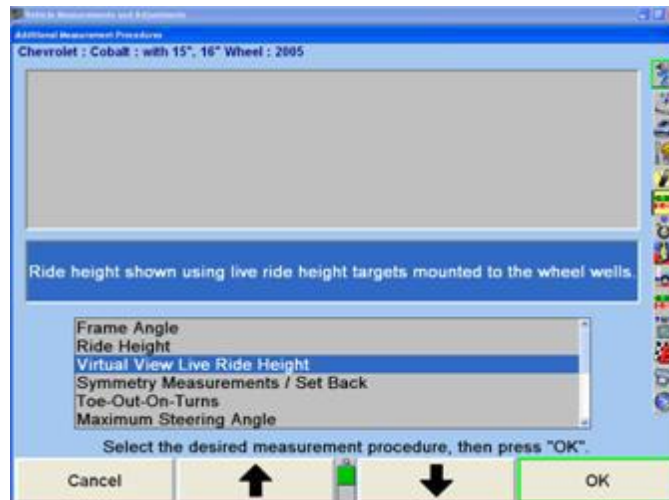 Vehicle Measurements and Adjustments
Additional Measurement Procedures
Chevrolet : Cobalt : with 15", 16" Wheel : 2005
Ride height shown using live ride height targets mounted to the wheel wells.
Frame Angle
Ride Height
Virtual View Live Ride Height
Symmetry Measurements / Set Back
Toe-Out-On-Turns
Maximum Steering Angle
Select the desired measurement procedure, then press "OK".
Cancel
OK